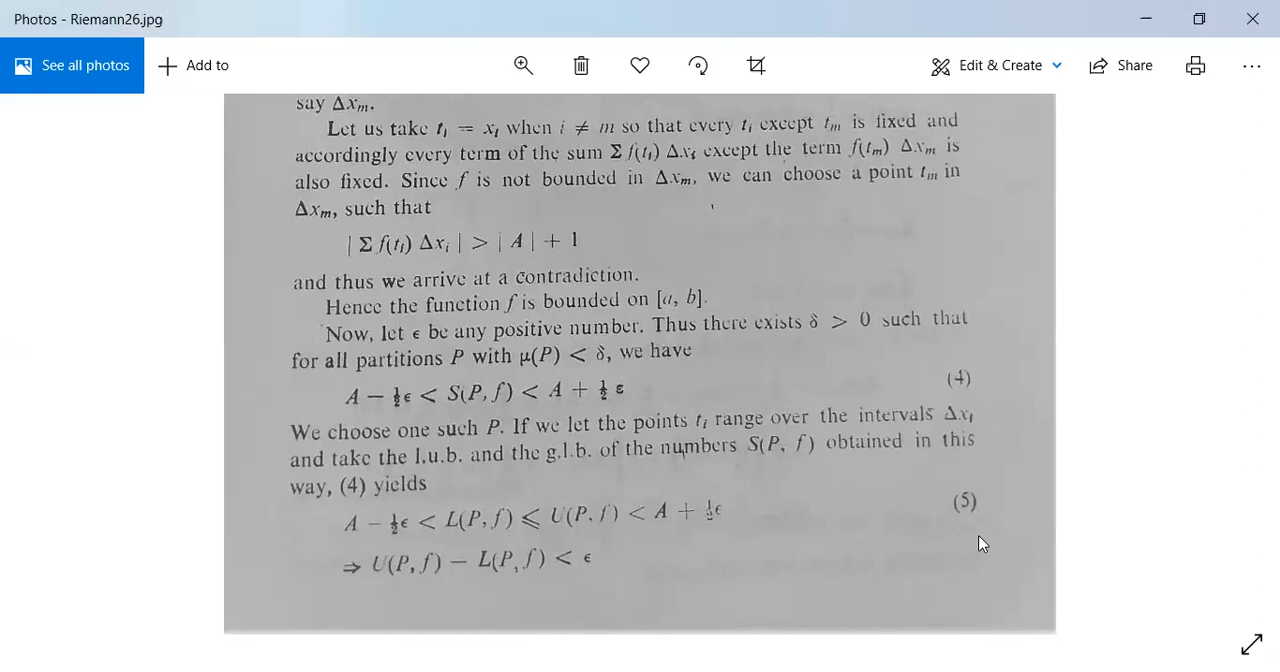 Photos - Riemann26.jpg
See all photos
Add to
Edit & Create
Share
say Δxₘ.
Let us take tᵢ = xᵢ when i ≠ m so that every tᵢ except tₘ is fixed and
accordingly every term of the sum Σ f(tᵢ) Δxᵢ except the term f(tₘ) Δxₘ is
also fixed. Since f is not bounded in Δxₘ, we can choose a point tₘ in
Δxₘ, such that
| Σ f(tᵢ) Δxᵢ | > | A | + 1
and thus we arrive at a contradiction.
Hence the function f is bounded on [a, b].
Now, let ϵ be any positive number. Thus there exists δ > 0 such that
for all partitions P with μ(P) < δ, we have
A − ½ϵ < S(P, f) < A + ½ ε (4)
We choose one such P. If we let the points tᵢ range over the intervals Δxᵢ
and take the l.u.b. and the g.l.b. of the numbers S(P, f) obtained in this
way, (4) yields
A − ½ϵ < L(P, f) ⩽ U(P, f) < A + ½ϵ (5)
⇒ U(P, f) − L(P, f) < ϵ